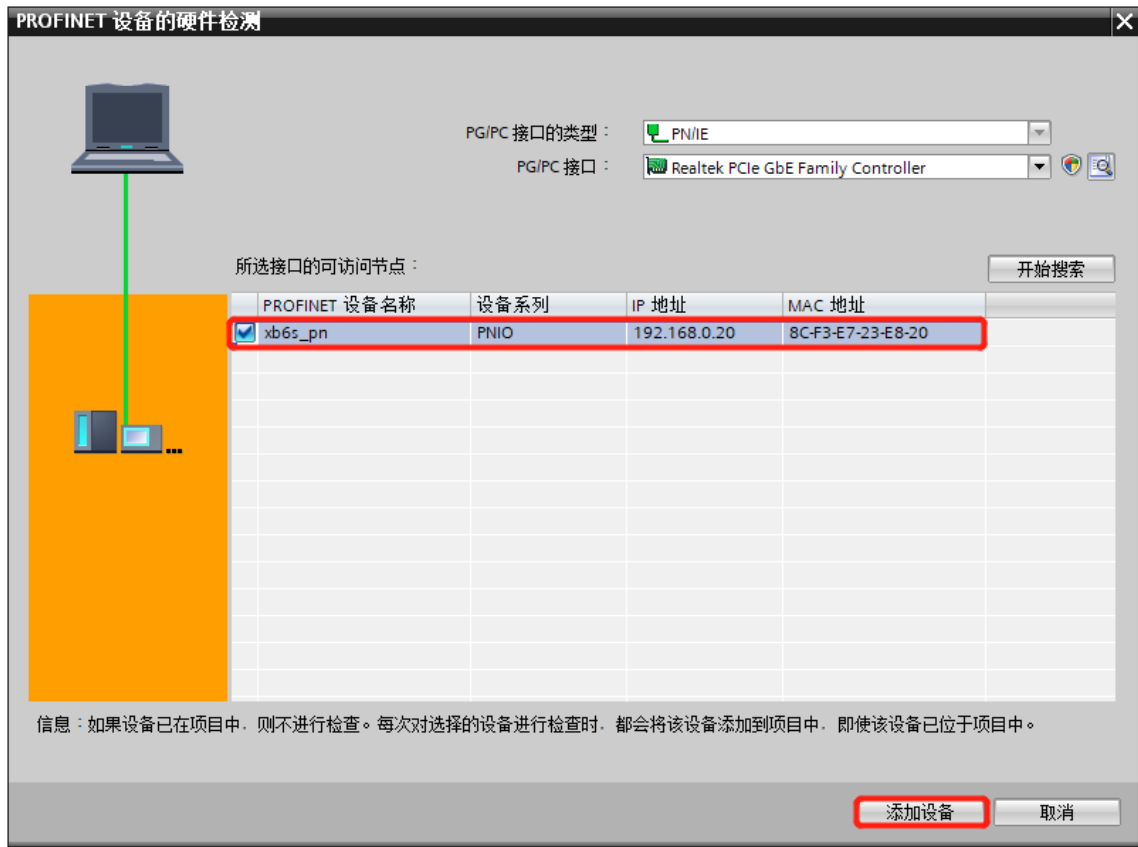 PROFINET 设备的硬件检测
PG/PC 接口的类型：
PN/IE
PG/PC 接口：
Realtek PCIe GbE Family Controller
所选接口的可访问节点：
开始搜索
PROFINET 设备名称 设备系列 IP 地址 MAC 地址
xb6s_pn PNIO 192.168.0.20 8C-F3-E7-23-E8-20
...
信息：如果设备已在项目中，则不进行检查。每次对选择的设备进行检查时，都会将该设备添加到项目中，即使该设备已位于项目中。
添加设备 取消